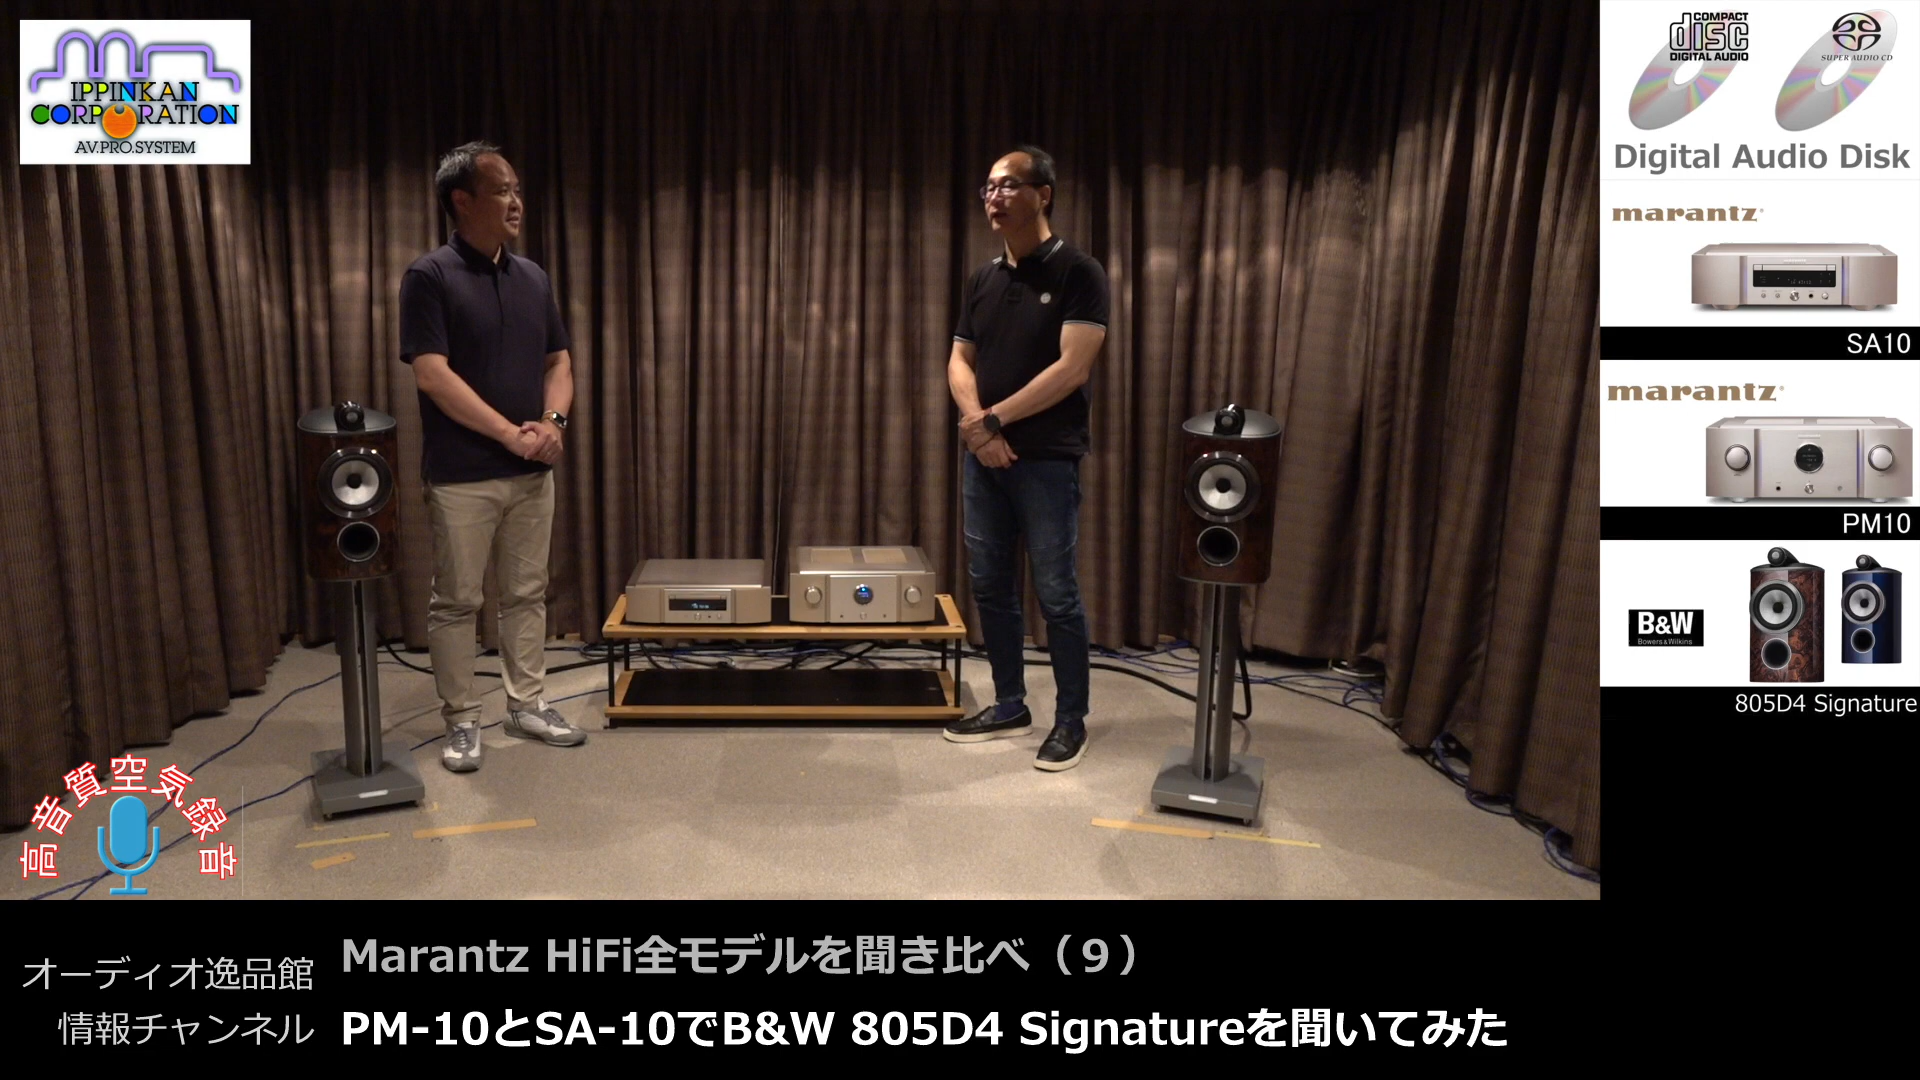 IPPINKAN
CORPORATION
AV.PRO.SYSTEM
COMPACT
disc
DIGITAL AUDIO
SUPER AUDIO CD
Digital Audio Disk
marantz
SA10
marantz
PM10
B&W
Bowers & Wilkins
805D4 Signature
高音質空気録音
オーディオ逸品館
情報チャンネル
Marantz HiFi全モデルを聞き比べ（９）
PM-10とSA-10でB&W 805D4 Signatureを聞いてみた